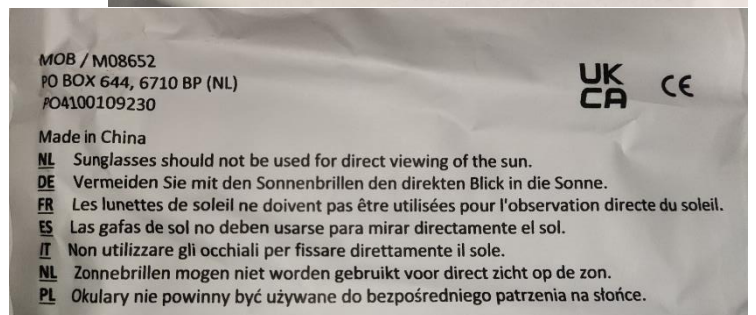 MOB / M08652
PO BOX 644, 6710 BP (NL)
PO4100109230
UK
CA
CE
Made in China
NL Sunglasses should not be used for direct viewing of the sun.
DE Vermeiden Sie mit den Sonnenbrillen den direkten Blick in die Sonne.
FR Les lunettes de soleil ne doivent pas être utilisées pour l'observation directe du soleil.
ES Las gafas de sol no deben usarse para mirar directamente el sol.
IT Non utilizzare gli occhiali per fissare direttamente il sole.
NL Zonnebrillen mogen niet worden gebruikt voor direct zicht op de zon.
PL Okulary nie powinny być używane do bezpośredniego patrzenia na słońce.